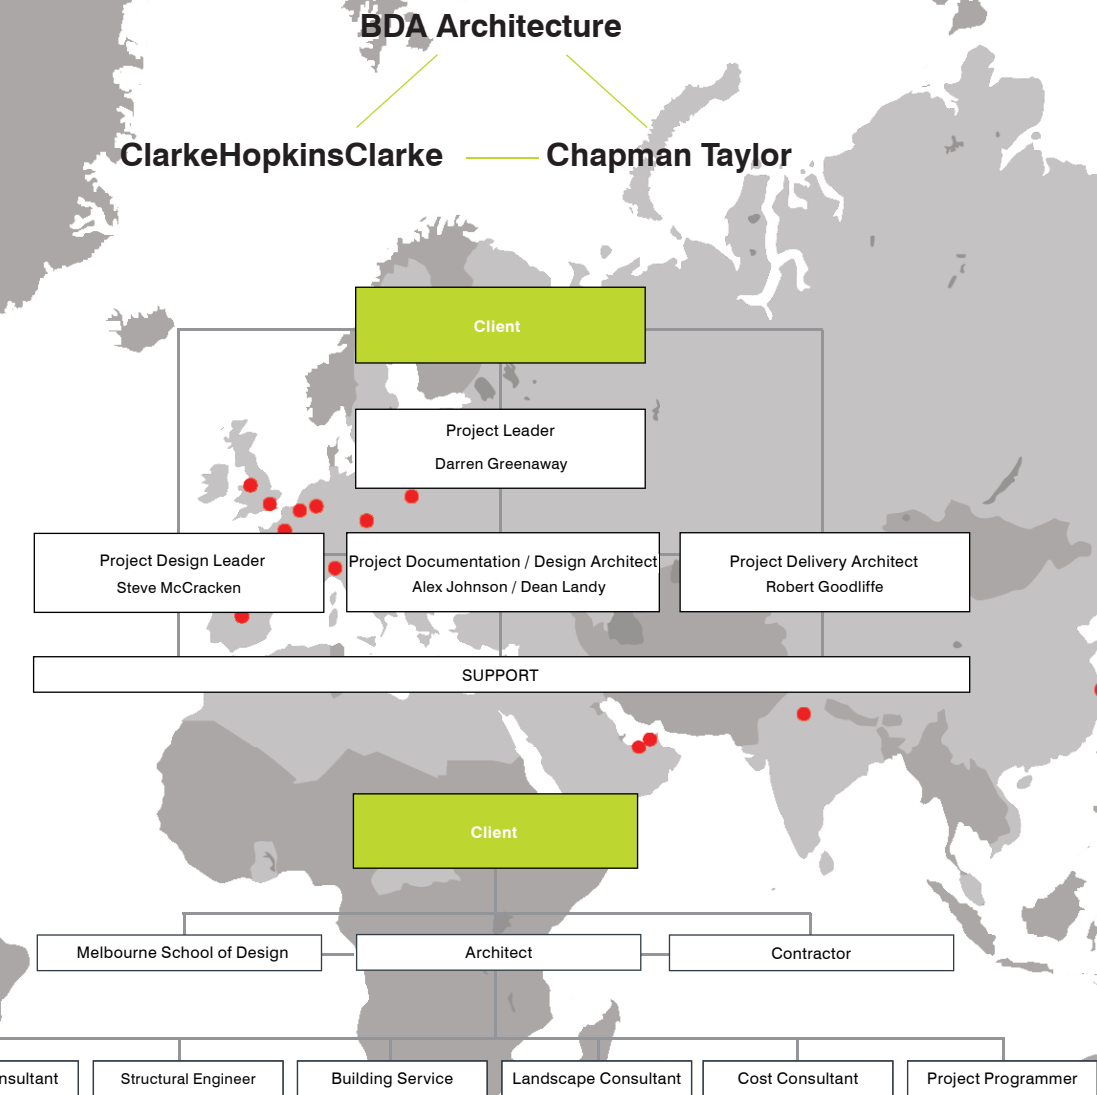 BDA Architecture
ClarkeHopkinsClarke
Chapman Taylor
Client
Project Leader
Darren Greenaway
Project Design Leader
Steve McCracken
Project Documentation / Design Architect
Alex Johnson / Dean Landy
Project Delivery Architect
Robert Goodliffe
SUPPORT
Client
Melbourne School of Design
Architect
Contractor
nsultant
Structural Engineer
Building Service
Landscape Consultant
Cost Consultant
Project Programmer